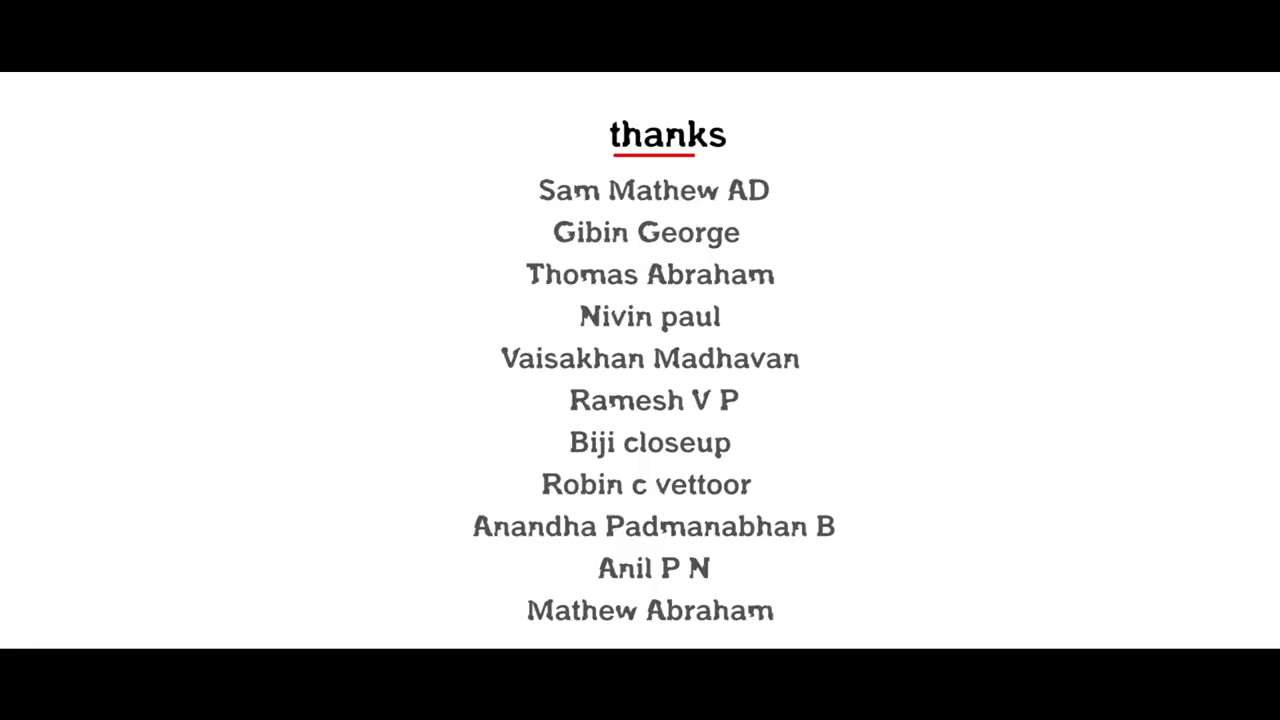 thanks
Sam Mathew AD
Gibin George
Thomas Abraham
Nivin paul
Vaisakhan Madhavan
Ramesh V P
Biji closeup
Robin c vettoor
Anandha Padmanabhan B
Anil P N
Mathew Abraham